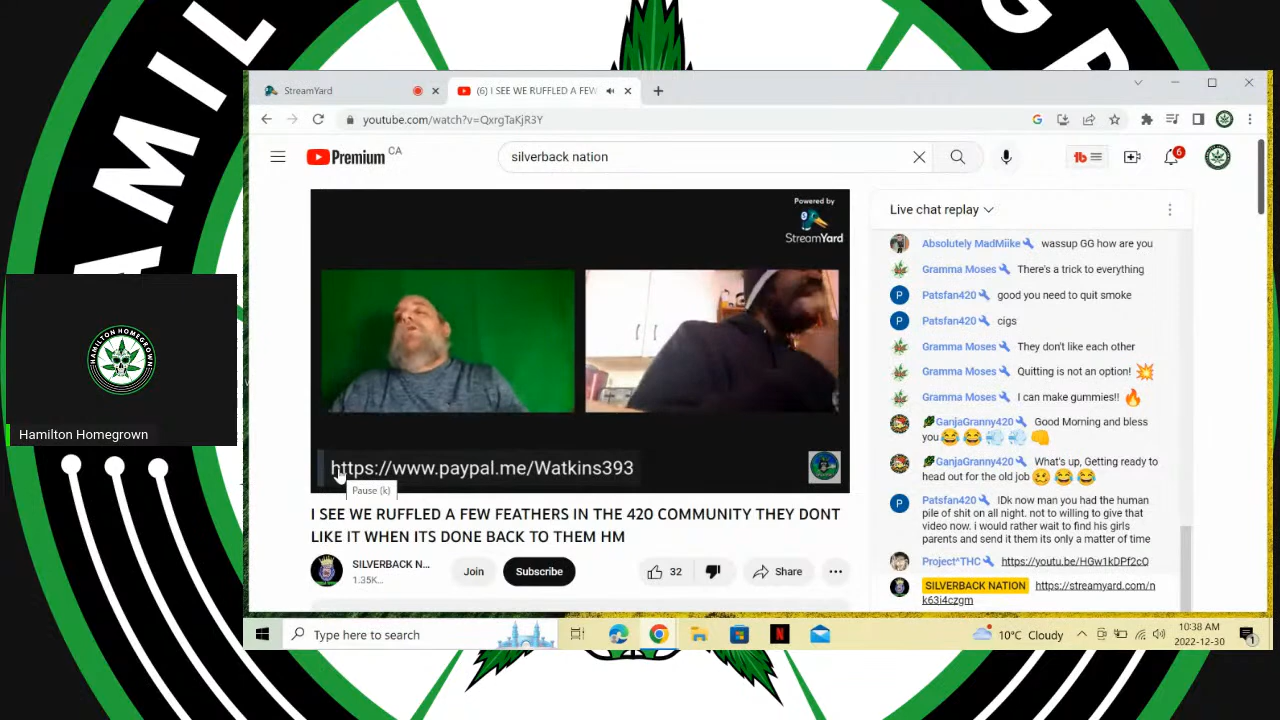 AMIL
GR
StreamYard
(6) I SEE WE RUFFLED A FEW
youtube.com/watch?v=QxrgTaKjR3Y
Premium CA
silverback nation
6
Powered by
StreamYard
https://www.paypal.me/Watkins393
Pause (k)
I SEE WE RUFFLED A FEW FEATHERS IN THE 420 COMMUNITY THEY DONT
LIKE IT WHEN ITS DONE BACK TO THEM HM
SILVERBACK N...
1.35K...
Join
Subscribe
32
Share
Live chat replay
Absolutely MadMiike wassup GG how are you
Gramma Moses There's a trick to everything
P Patsfan420 good you need to quit smoke
P Patsfan420 cigs
Gramma Moses They don't like each other
Gramma Moses Quitting is not an option! 💥
Gramma Moses I can make gummies!! 🔥
GanjaGranny420 Good Morning and bless
you 😂 😂 💨 💨 👊
GanjaGranny420 What's up, Getting ready to
head out for the old job 🥴 😂 😂
P Patsfan420 IDk now man you had the human
pile of shit on all night. not to willing to give that
video now. i would rather wait to find his girls
parents and send it them its only a matter of time
Project^THC https://youtu.be/HGw1kDPf2cQ
SILVERBACK NATION https://streamyard.com/n
k63i4czgm
HAMILTON HOMEGROWN
Hamilton Homegrown
Type here to search
N
10°C Cloudy
10:38 AM
2022-12-30
1